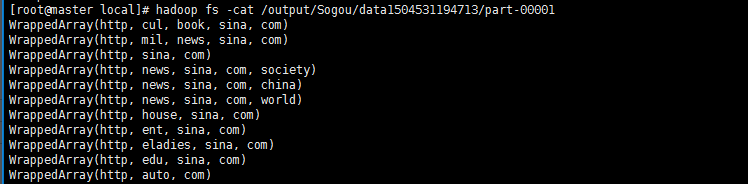 [root@master local]# hadoop fs -cat /output/Sogou/data1504531194713/part-00001
WrappedArray(http, cul, book, sina, com)
WrappedArray(http, mil, news, sina, com)
WrappedArray(http, sina, com)
WrappedArray(http, news, sina, com, society)
WrappedArray(http, news, sina, com, china)
WrappedArray(http, news, sina, com, world)
WrappedArray(http, house, sina, com)
WrappedArray(http, ent, sina, com)
WrappedArray(http, eladies, sina, com)
WrappedArray(http, edu, sina, com)
WrappedArray(http, auto, com)